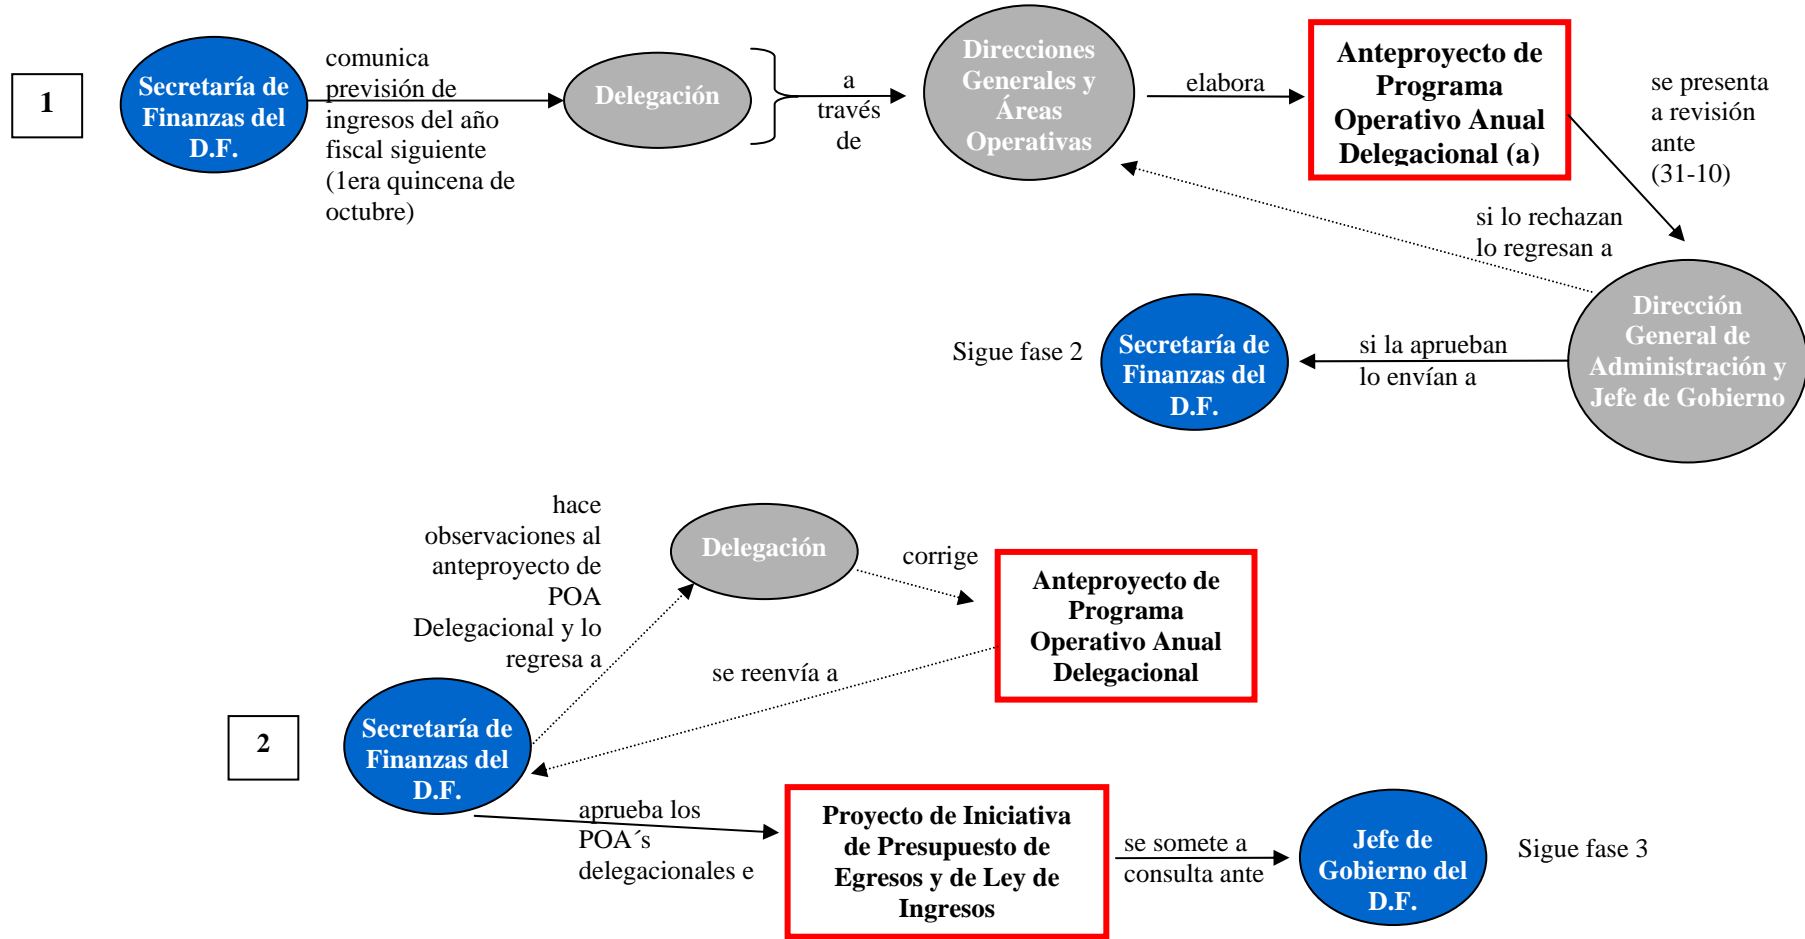 1
Secretaría de
Finanzas del
D.F.
comunica
previsión de
ingresos del año
fiscal siguiente
(1era quincena de
octubre)
Delegación
a
través
de
Direcciones
Generales y
Áreas
Operativas
elabora
Anteproyecto de
Programa
Operativo Anual
Delegacional (a)
se presenta
a revisión
ante
(31-10)
si lo rechazan
lo regresan a
Dirección
General de
Administración y
Jefe de Gobierno
si la aprueban
lo envían a
Secretaría de
Finanzas del
D.F.
Sigue fase 2
2
Secretaría de
Finanzas del
D.F.
hace
observaciones al
anteproyecto de
POA
Delegacional y lo
regresa a
Delegación
corrige
Anteproyecto de
Programa
Operativo Anual
Delegacional
se reenvía a
aprueba los
POA´s
delegacionales e
Proyecto de Iniciativa
de Presupuesto de
Egresos y de Ley de
Ingresos
se somete a
consulta ante
Jefe de
Gobierno del
D.F.
Sigue fase 3